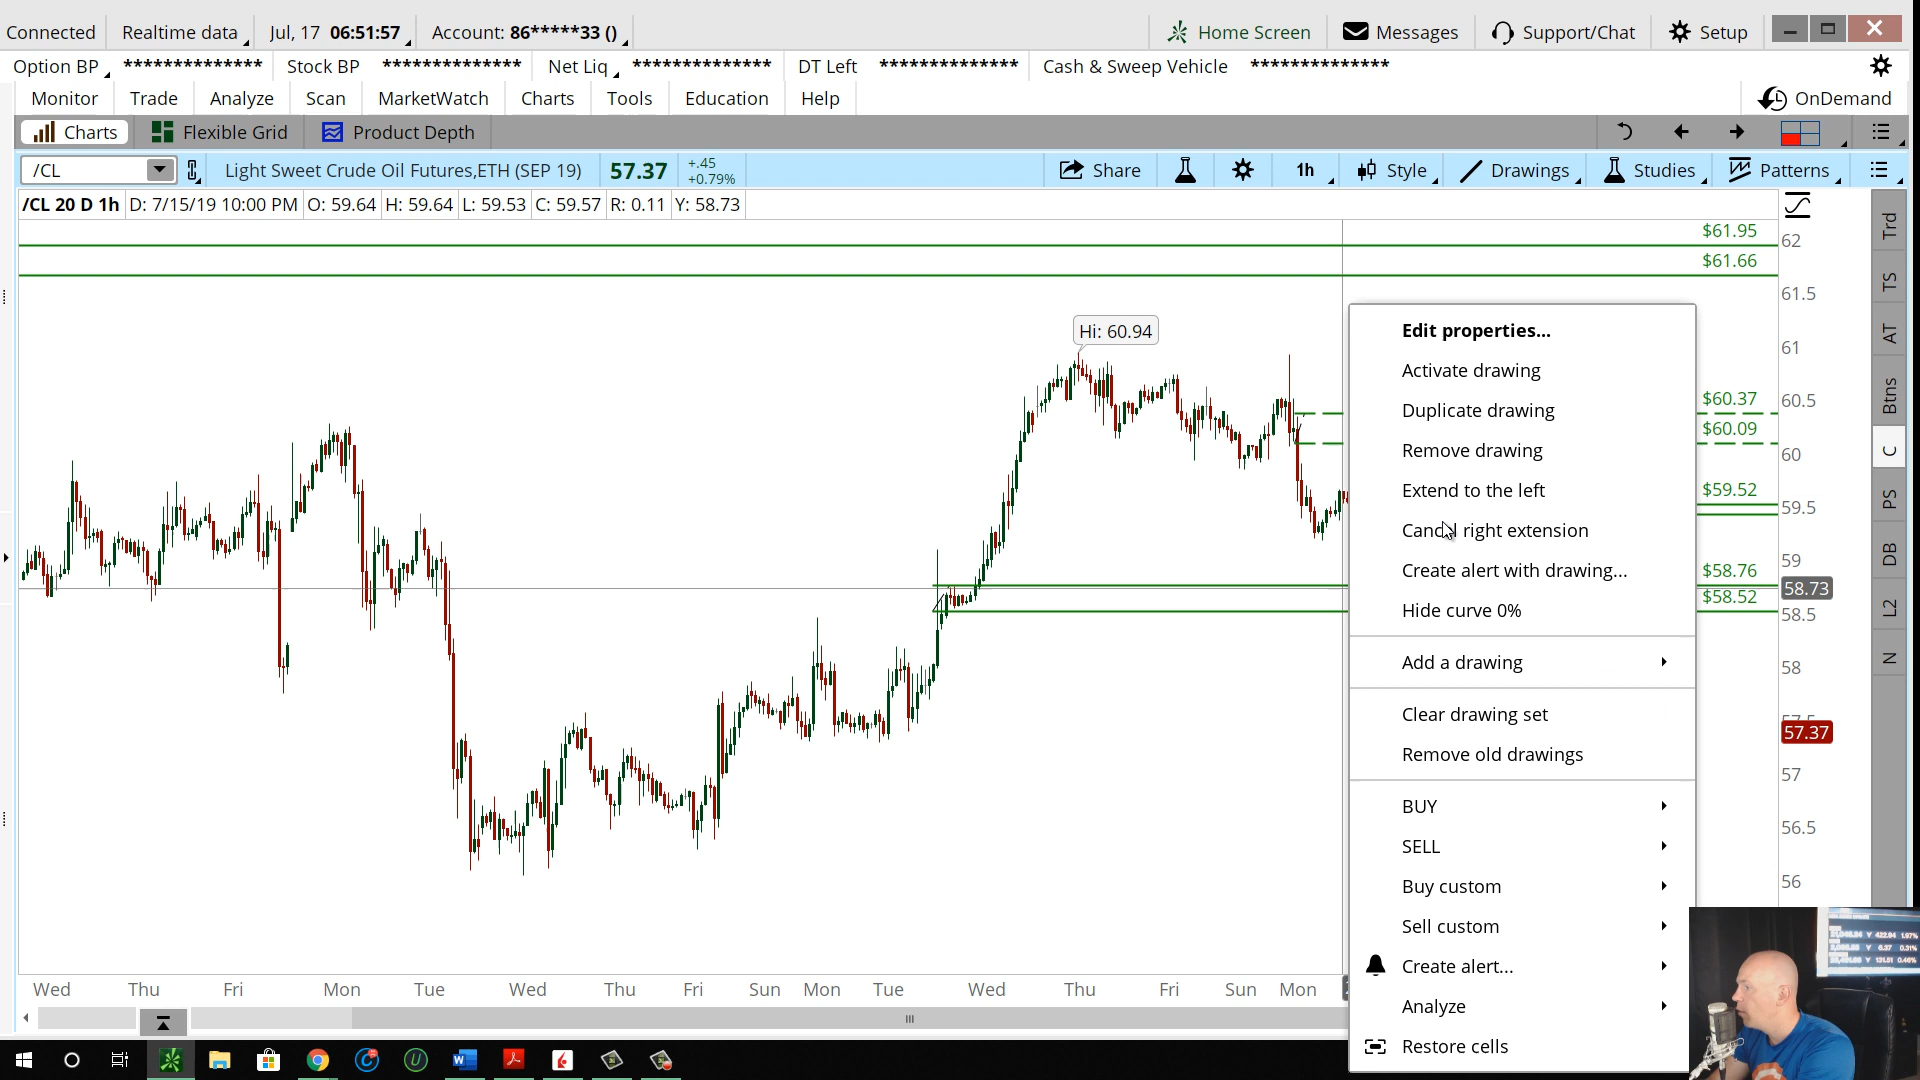 Connected Realtime data Jul, 17 06:51:57 Account: 86*****33 () Home Screen Messages Support/Chat Setup
Option BP ************** Stock BP ************** Net Liq ************** DT Left ************** Cash & Sweep Vehicle **************
Monitor Trade Analyze Scan MarketWatch Charts Tools Education Help OnDemand
Charts Flexible Grid Product Depth
/CL Light Sweet Crude Oil Futures,ETH (SEP 19) 57.37 +.45 +0.79% Share 1h Style Drawings Studies Patterns
/CL 20 D 1h D: 7/15/19 10:00 PM O: 59.64 H: 59.64 L: 59.53 C: 59.57 R: 0.11 Y: 58.73
$61.95
$61.66
Hi: 60.94
$60.37
$60.09
$59.52
$58.76
$58.52
62
61.5
61
60.5
60
59.5
59
58.73
58.5
58
57.5
57.37
57
56.5
56
Trd
TS
AT
Btns
C
PS
DB
L2
N
Edit properties...
Activate drawing
Duplicate drawing
Remove drawing
Extend to the left
Cancel right extension
Create alert with drawing...
Hide curve 0%
Add a drawing
Clear drawing set
Remove old drawings
BUY
SELL
Buy custom
Sell custom
Create alert...
Analyze
Restore cells
Wed Thu Fri Mon Tue Wed Thu Fri Sun Mon Tue Wed Thu Fri Sun Mon